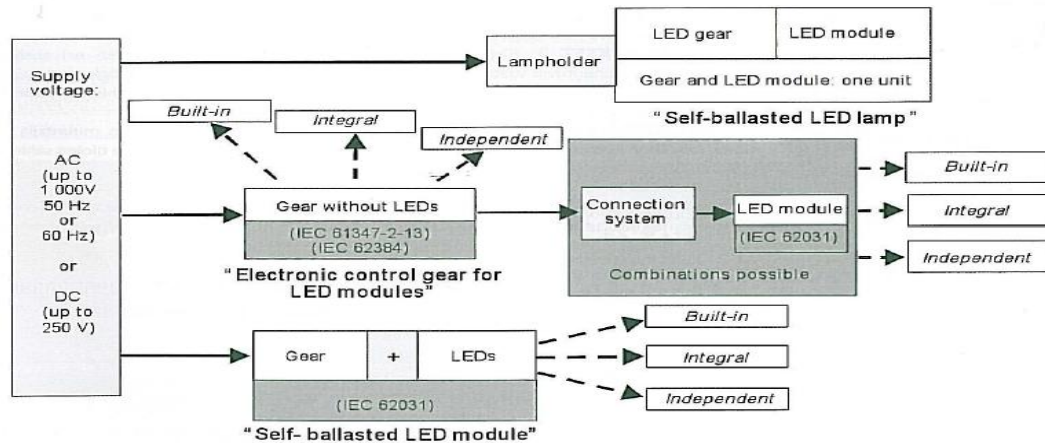 Supply
voltage:
AC
(up to
1 000V
50 Hz
or
60 Hz)
or
DC
(up to
250 V)
Lampholder
LED gear
LED module
Gear and LED module: one unit
"Self-ballasted LED lamp"
Built-in
Integral
Independent
Gear without LEDs
(IEC 61347-2-13)
(IEC 62384)
"Electronic control gear for
LED modules"
Connection
system
LED module
(IEC 62031)
Combinations possible
Built-in
Integral
Independent
Gear
+
LEDs
(IEC 62031)
"Self- ballasted LED module"
Built-in
Integral
Independent